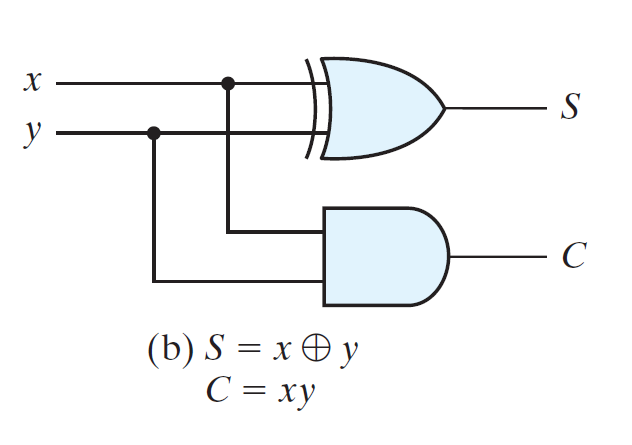 x
S
y
C
(b) S = x ⊕ y
C = xy